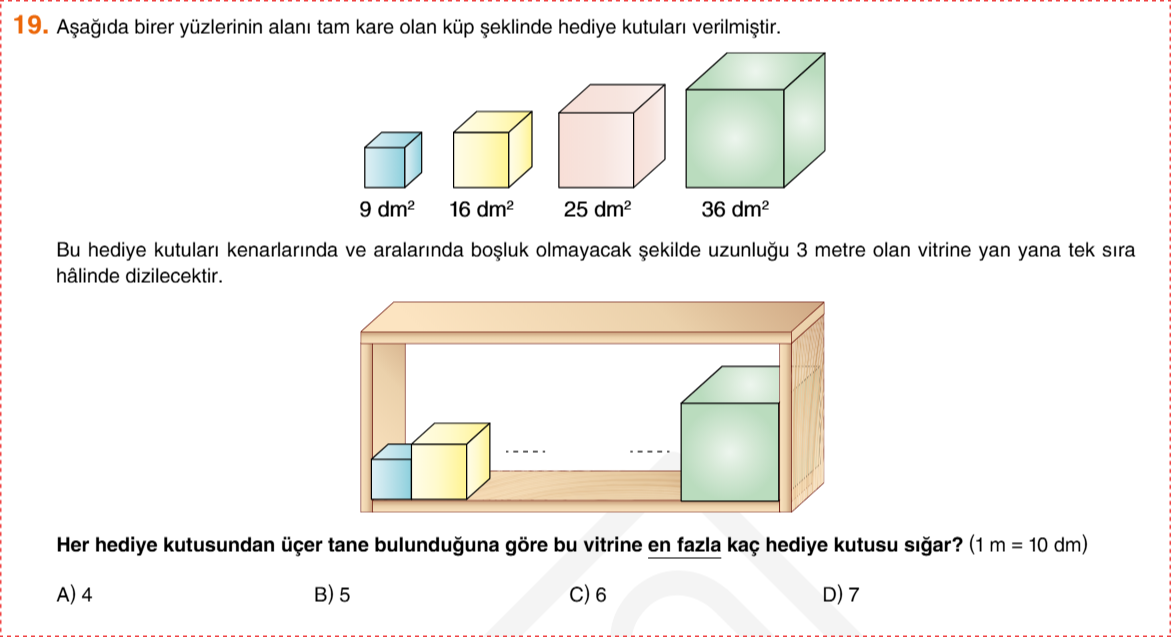 19. Aşağıda birer yüzlerinin alanı tam kare olan küp şeklinde hediye kutuları verilmiştir.
9 dm² 16 dm² 25 dm² 36 dm²
Bu hediye kutuları kenarlarında ve aralarında boşluk olmayacak şekilde uzunluğu 3 metre olan vitrine yan yana tek sıra
hâlinde dizilecektir.
Her hediye kutusundan üçer tane bulunduğuna göre bu vitrine en fazla kaç hediye kutusu sığar? (1 m = 10 dm)
A) 4 B) 5 C) 6 D) 7